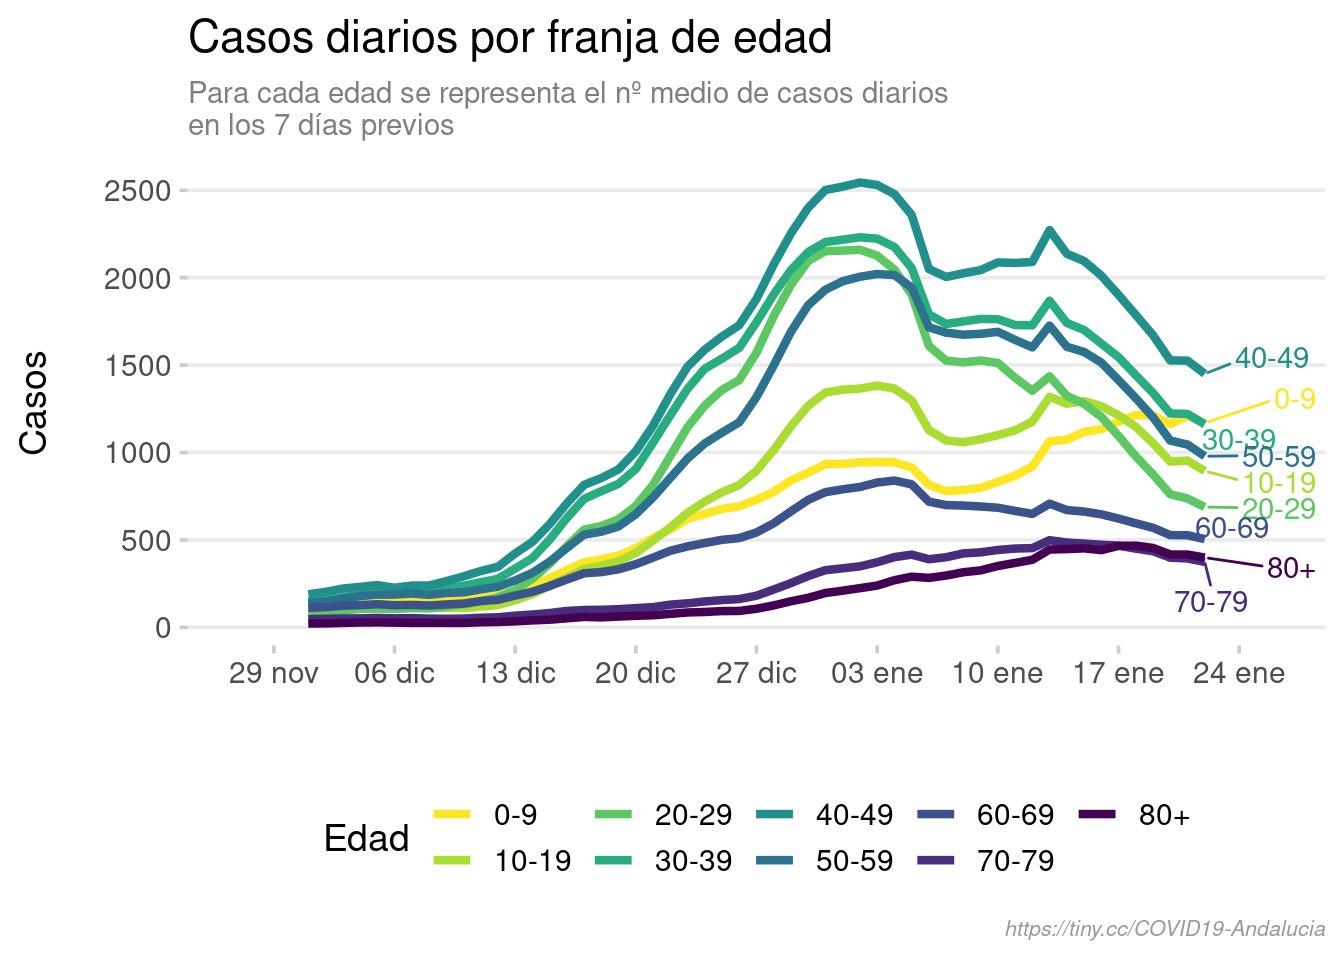 Casos diarios por franja de edad
Para cada edad se representa el nº medio de casos diarios
en los 7 días previos
Casos
2500
2000
1500
1000
500
0
40-49
0-9
30-39
50-59
10-19
20-29
60-69
80+
70-79
29 nov 06 dic 13 dic 20 dic 27 dic 03 ene 10 ene 17 ene 24 ene
Edad
0-9 20-29 40-49 60-69 80+
10-19 30-39 50-59 70-79
https://tiny.cc/COVID19-Andalucia